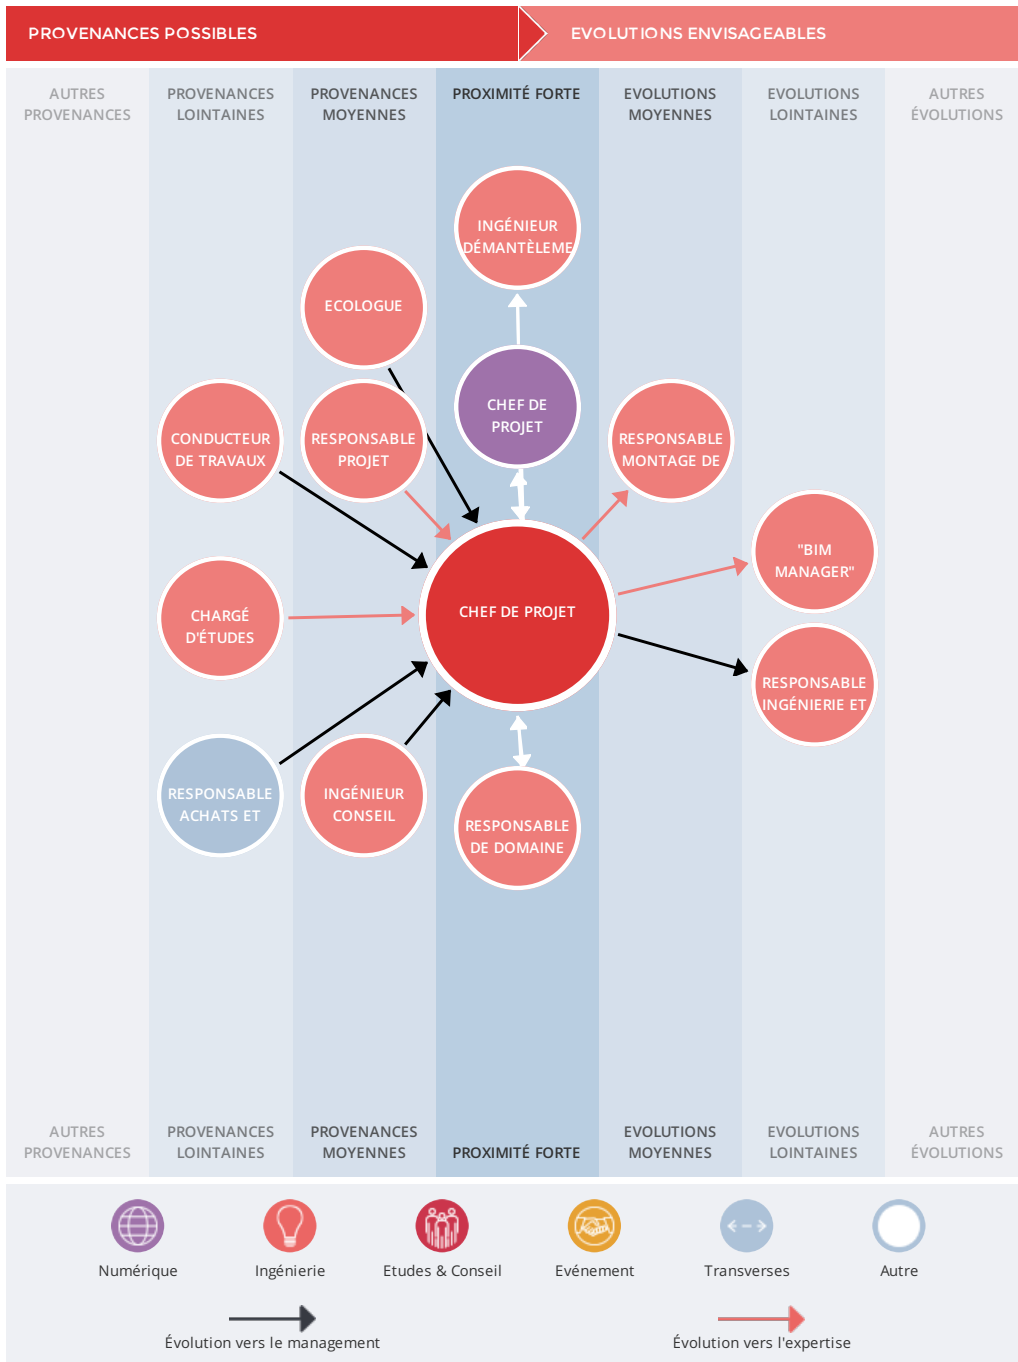 PROVENANCES POSSIBLES
EVOLUTIONS ENVISAGEABLES
AUTRES
PROVENANCES
PROVENANCES
LOINTAINES
PROVENANCES
MOYENNES
PROXIMITÉ FORTE
EVOLUTIONS
MOYENNES
EVOLUTIONS
LOINTAINES
AUTRES
ÉVOLUTIONS
INGÉNIEUR
DÉMANTÈLEME
ECOLOGUE
CHEF DE
PROJET
CONDUCTEUR
DE TRAVAUX
RESPONSABLE
PROJET
RESPONSABLE
MONTAGE DE
"BIM
MANAGER"
CHARGÉ
D'ÉTUDES
CHEF DE PROJET
RESPONSABLE
INGÉNIERIE ET
RESPONSABLE
ACHATS ET
INGÉNIEUR
CONSEIL
RESPONSABLE
DE DOMAINE
AUTRES
PROVENANCES
PROVENANCES
LOINTAINES
PROVENANCES
MOYENNES
PROXIMITÉ FORTE
EVOLUTIONS
MOYENNES
EVOLUTIONS
LOINTAINES
AUTRES
ÉVOLUTIONS
Numérique
Ingénierie
Etudes & Conseil
Evénement
Transverses
Autre
Évolution vers le management
Évolution vers l'expertise